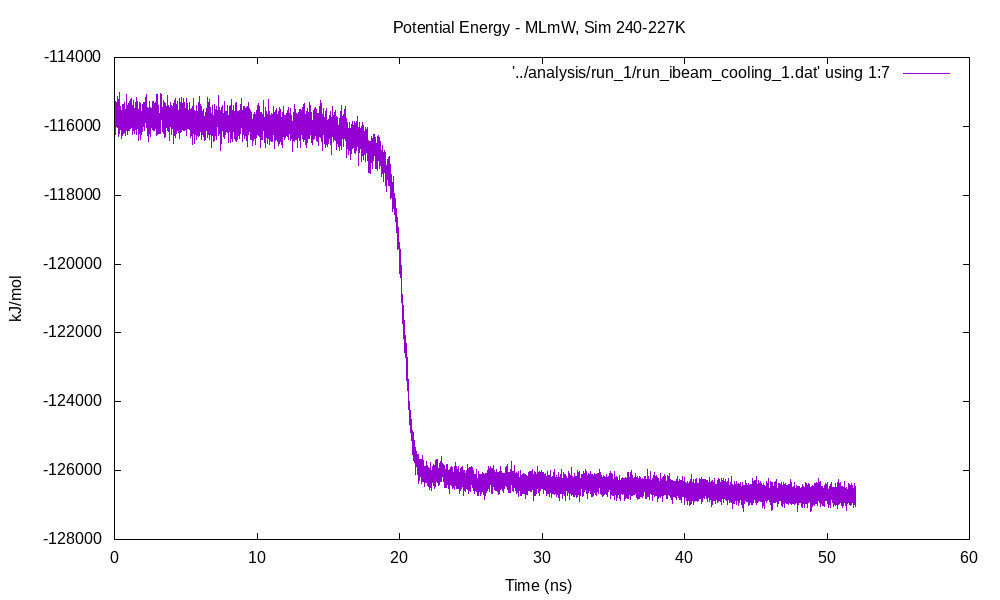 Potential Energy - MLmW, Sim 240-227K
'../analysis/run_1/run_ibeam_cooling_1.dat' using 1:7
kJ/mol
-114000
-116000
-118000
-120000
-122000
-124000
-126000
-128000
0 10 20 30 40 50 60
Time (ns)